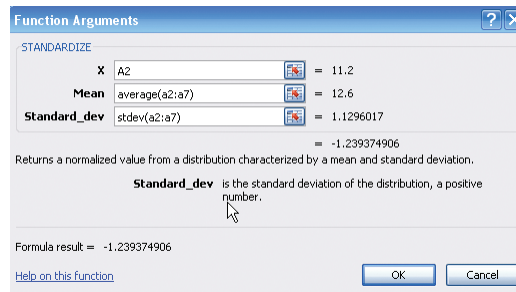 Function Arguments
STANDARDIZE
X A2 = 11.2
Mean average(a2:a7) = 12.6
Standard_dev stdev(a2:a7) = 1.1296017
= -1.239374906
Returns a normalized value from a distribution characterized by a mean and standard deviation.
Standard_dev is the standard deviation of the distribution, a positive
number.
Formula result = -1.239374906
Help on this function OK Cancel